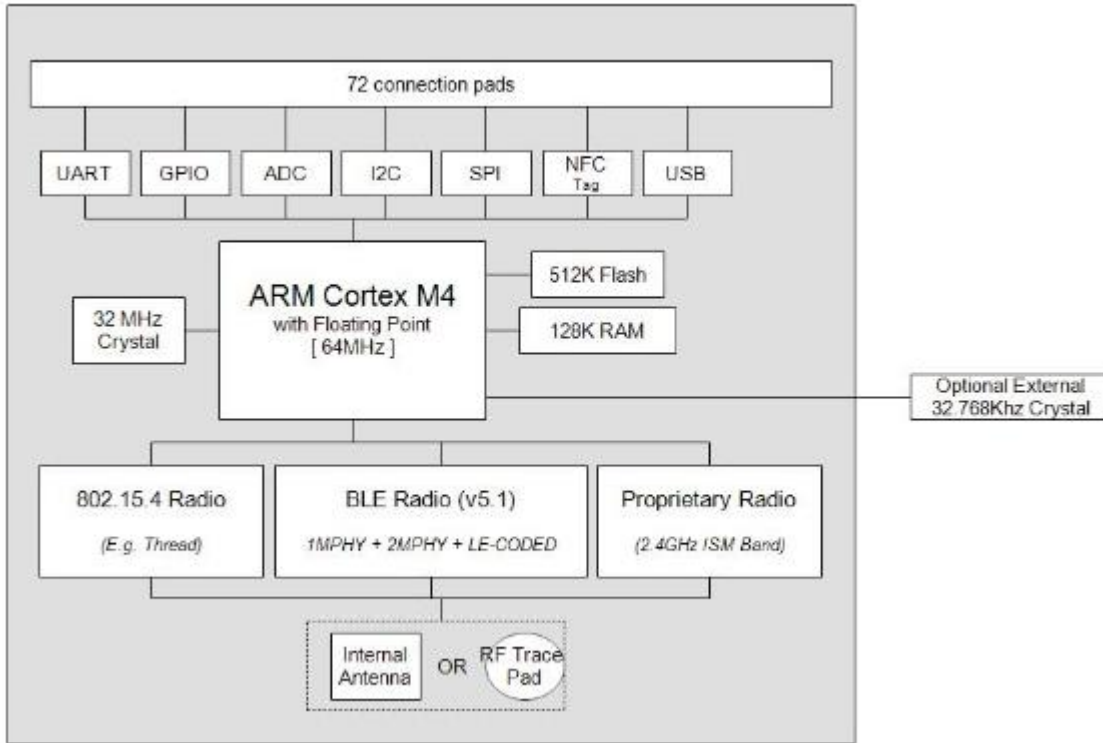 72 connection pads
UART GPIO ADC I2C SPI NFC USB
Tag
ARM Cortex M4
with Floating Point
[ 64MHz ]
512K Flash
128K RAM
32 MHz
Crystal
Optional External
32.768Khz Crystal
802.15.4 Radio
(E.g. Thread)
BLE Radio (v5.1)
1MPHY + 2MPHY + LE-CODED
Proprietary Radio
(2.4GHz ISM Band)
Internal
Antenna
OR
RF Trace
Pad